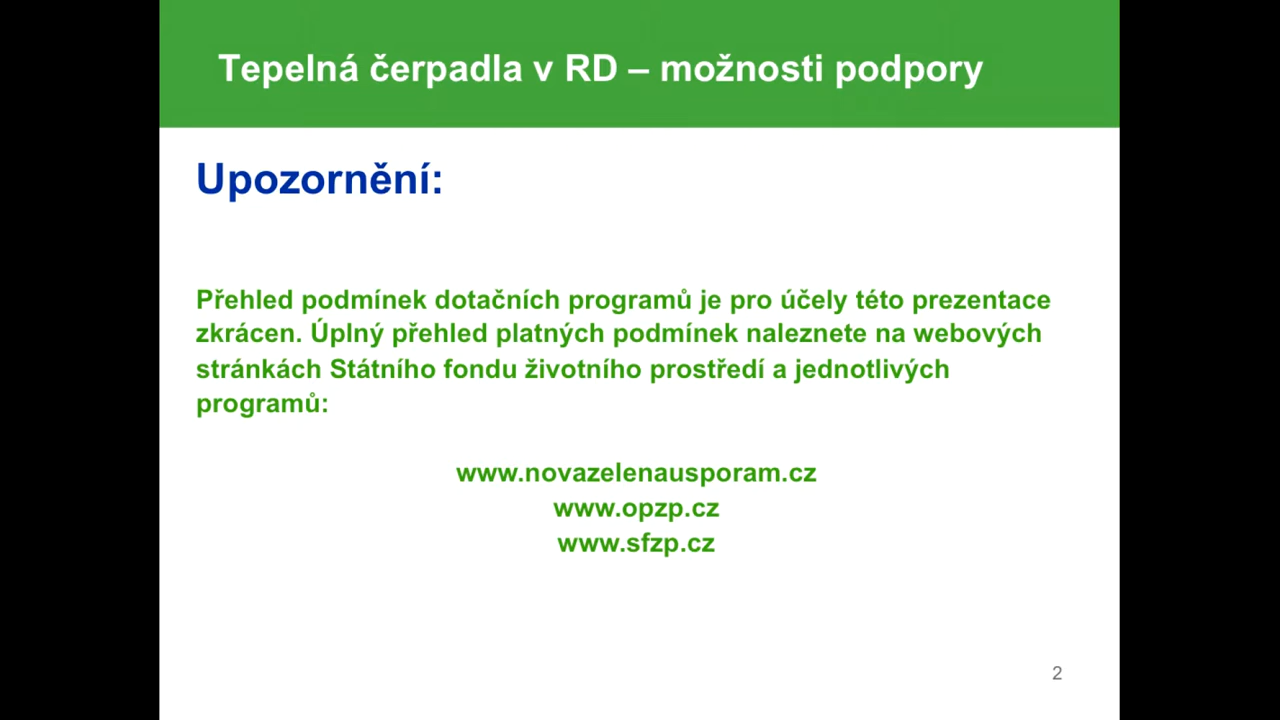 Tepelná čerpadla v RD – možnosti podpory
Upozornění:
Přehled podmínek dotačních programů je pro účely této prezentace
zkrácen. Úplný přehled platných podmínek naleznete na webových
stránkách Státního fondu životního prostředí a jednotlivých
programů:
www.novazelenausporam.cz
www.opzp.cz
www.sfzp.cz
2